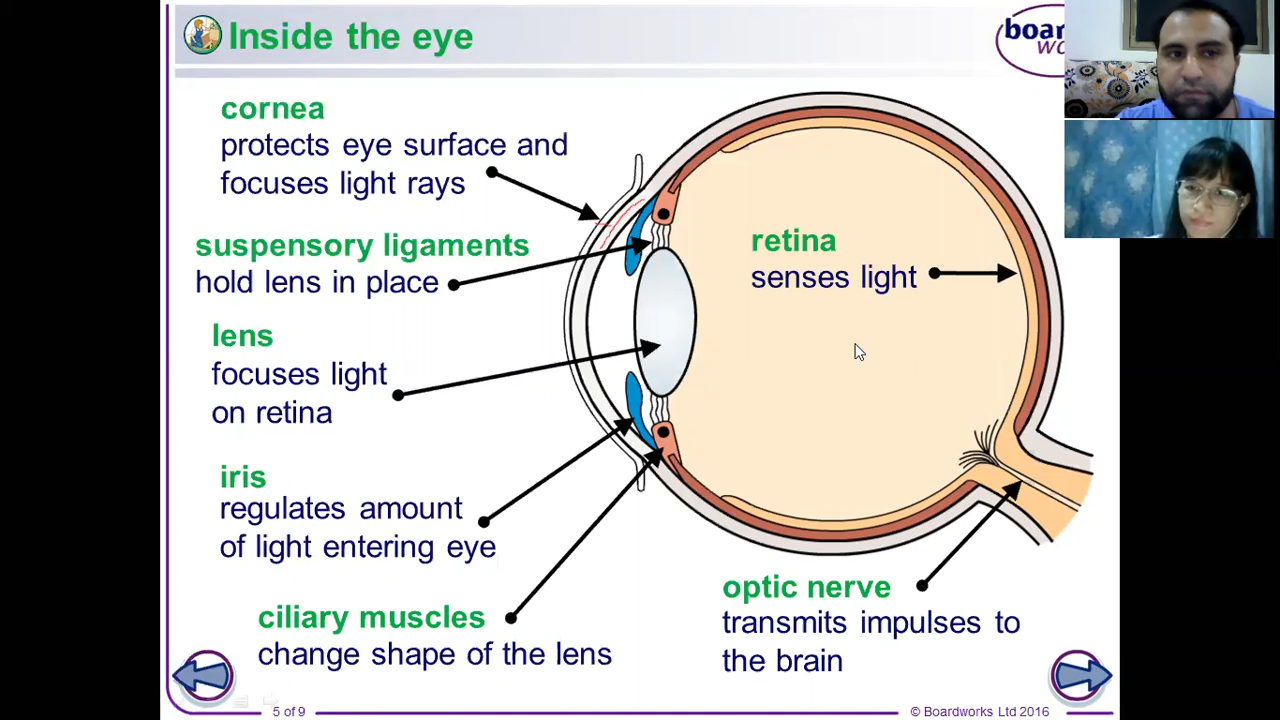 Inside the eye
boar
wo
cornea
protects eye surface and
focuses light rays
suspensory ligaments
hold lens in place
lens
focuses light
on retina
iris
regulates amount
of light entering eye
ciliary muscles
change shape of the lens
retina
senses light
optic nerve
transmits impulses to
the brain
5 of 9
© Boardworks Ltd 2016